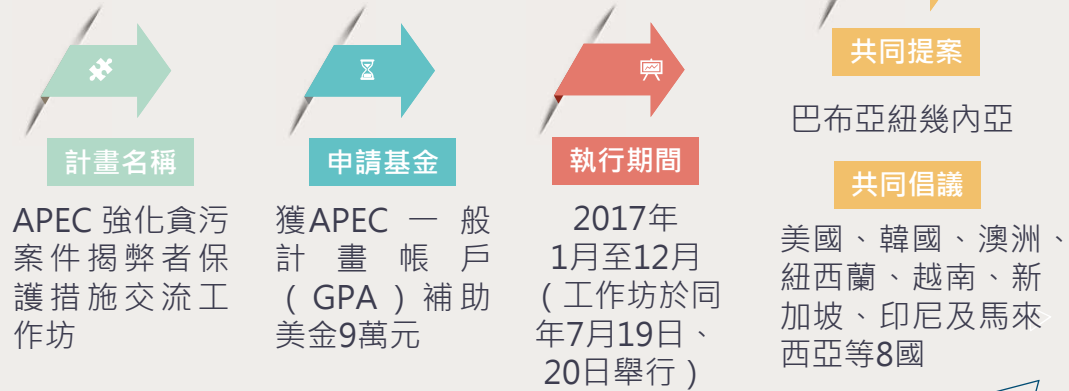 計畫名稱
APEC 強化貪污
案件揭弊者保
護措施交流工
作坊
申請基金
獲APEC 一 般
計 畫 帳 戶
（GPA）補助
美金9萬元
執行期間
2017年
1月至12月
（工作坊於同
年7月19日、
20日舉行）
共同提案
巴布亞紐幾內亞
共同倡議
美國、韓國、澳洲、
紐西蘭、越南、新
加坡、印尼及馬來
西亞等8國